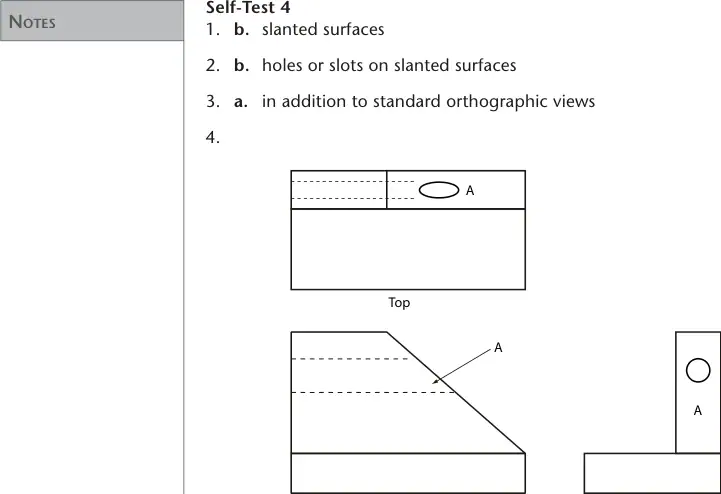 NOTES
Self-Test 4
1. b. slanted surfaces
2. b. holes or slots on slanted surfaces
3. a. in addition to standard orthographic views
4.
A
Top
A
A